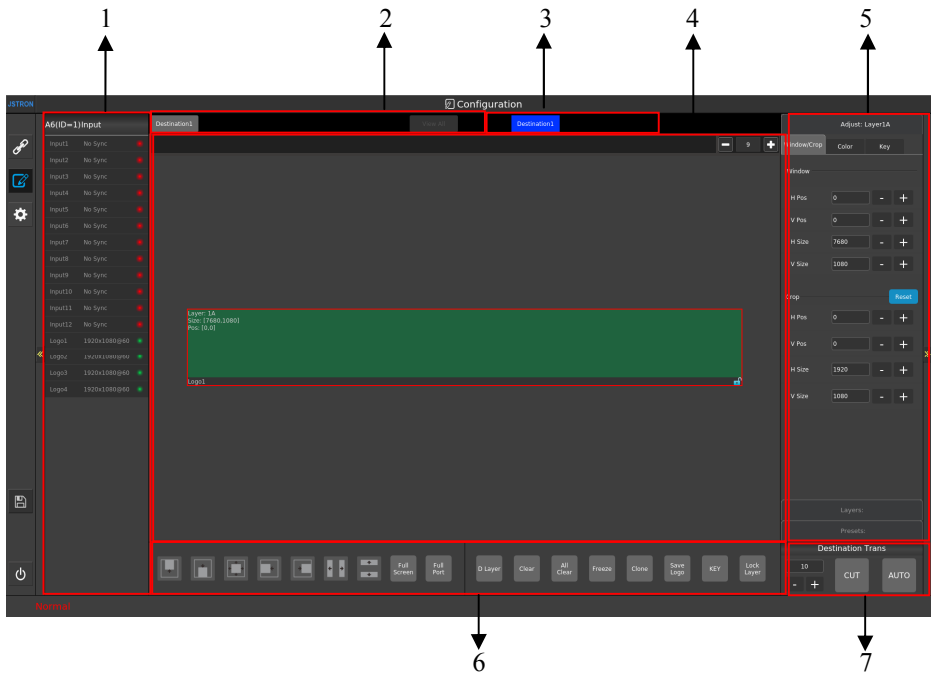 1 2 3 4 5
JSTRON
Configuration
A6(ID=1)Input
Destination1
View All
Destination1
Adjust: Layer1A
Input1 No Sync
Input2 No Sync
Input3 No Sync
Input4 No Sync
Input5 No Sync
Input6 No Sync
Input7 No Sync
Input8 No Sync
Input9 No Sync
Input10 No Sync
Input11 No Sync
Input12 No Sync
Logo1 1920x1080@60
Logo2 1920x1080@60
Logo3 1920x1080@60
Logo4 1920x1080@60
- 9 +
Layer: 1A
Size: [7680,1080]
Pos: [0,0]
Logo1
Window/Crop Color Key
Window
H Pos 0 - +
V Pos 0 - +
H Size 7680 - +
V Size 1080 - +
Crop Reset
H Pos 0 - +
V Pos 0 - +
H Size 1920 - +
V Size 1080 - +
Layers:
Presets:
Full
Screen
Full
Port
D Layer
Clear
All
Clear
Freeze
Clone
Save
Logo
KEY
Lock
Layer
Destination Trans
10
- +
CUT
AUTO
Normal
6 7